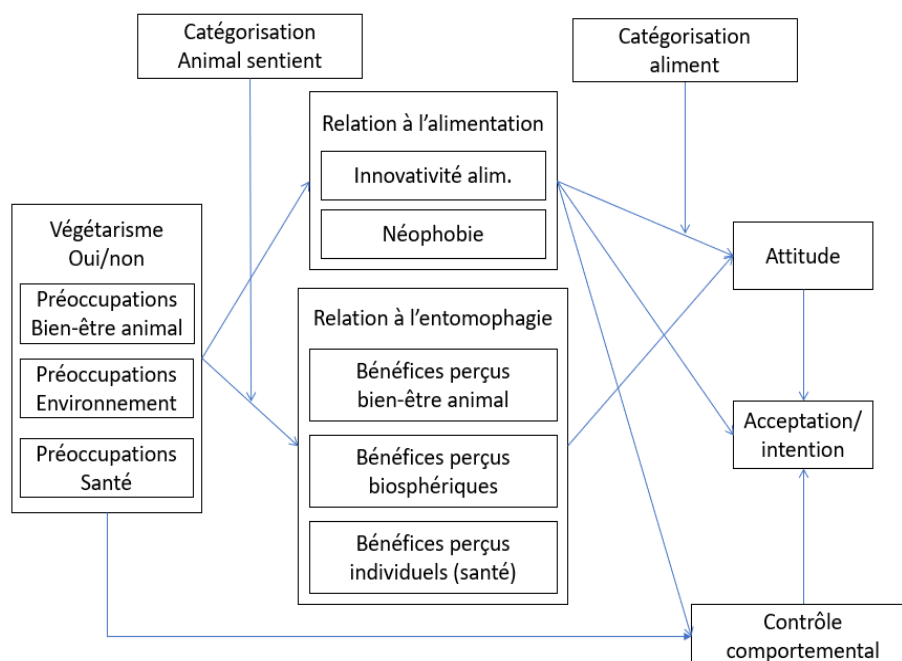 Catégorisation
Animal sentient
Catégorisation
aliment
Relation à l'alimentation
Innovativité alim.
Néophobie
Végétarisme
Oui/non
Préoccupations
Bien-être animal
Préoccupations
Environnement
Préoccupations
Santé
Relation à l'entomophagie
Bénéfices perçus
bien-être animal
Bénéfices perçus
biosphériques
Bénéfices perçus
individuels (santé)
Attitude
Acceptation/
intention
Contrôle
comportemental